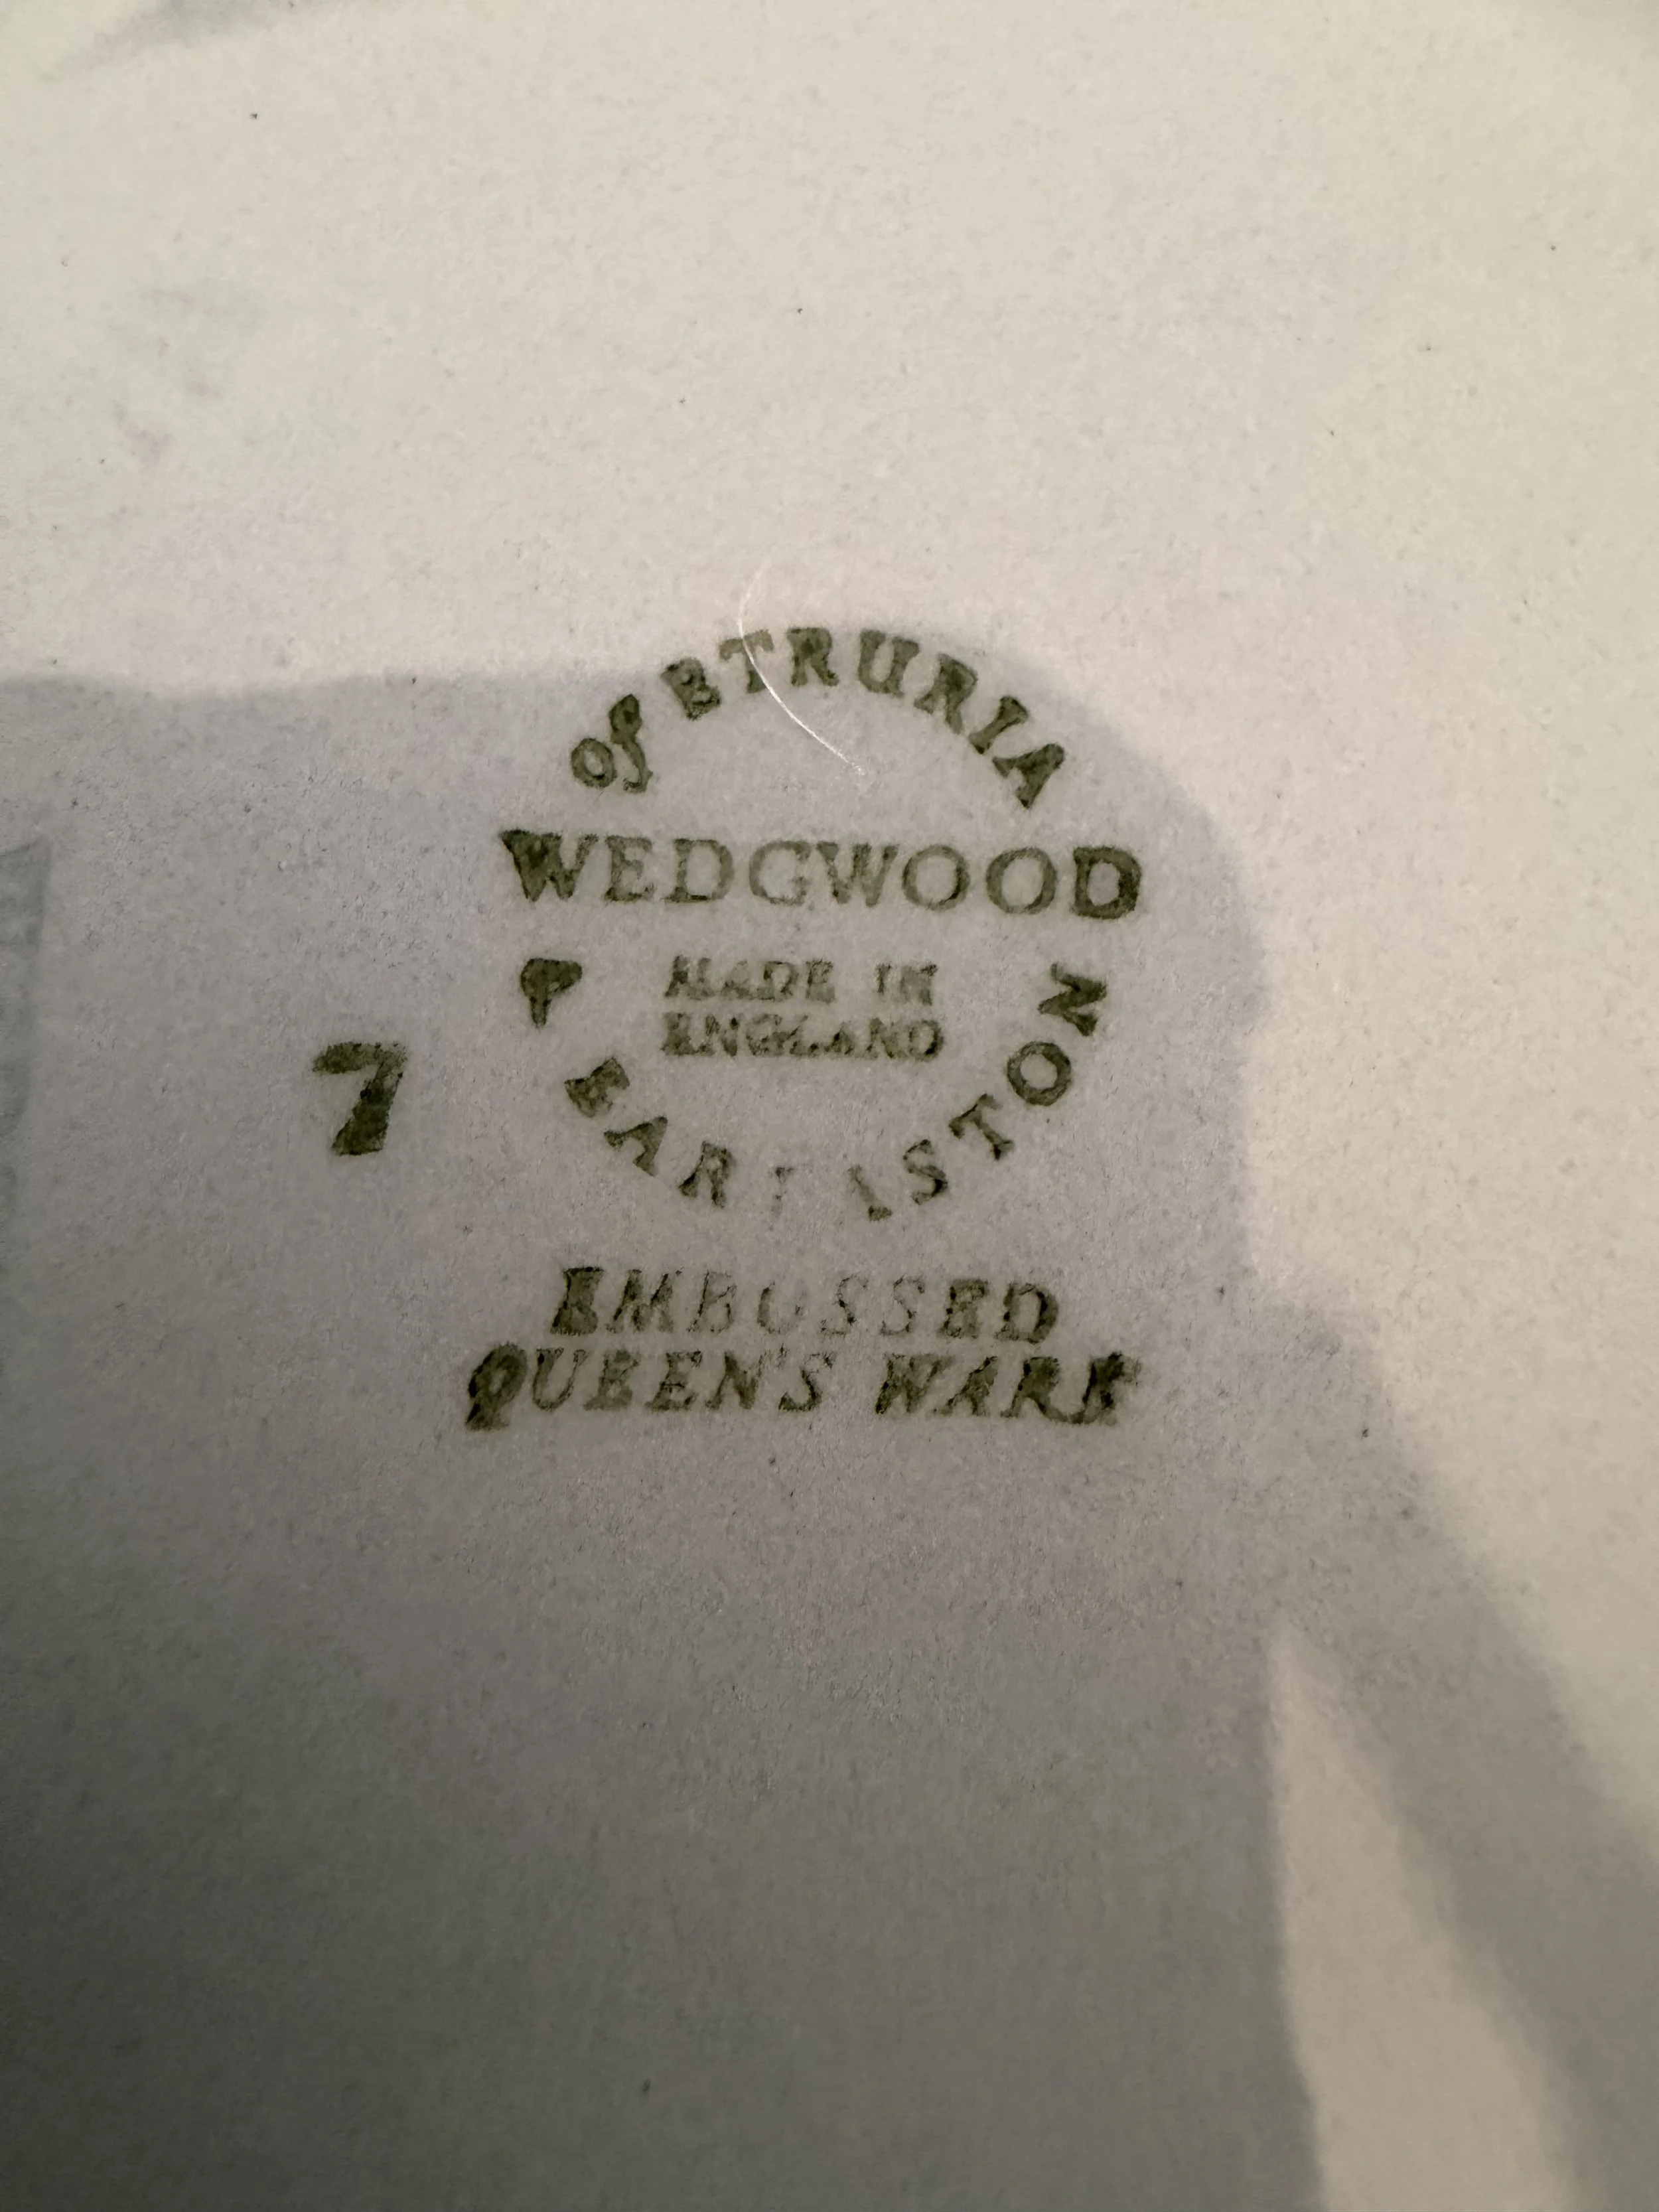 of ETRURIA
WEDGWOOD
MADE IN
ENGLAND
& BARLASTON
7
EMBOSSED
QUEEN'S WARE